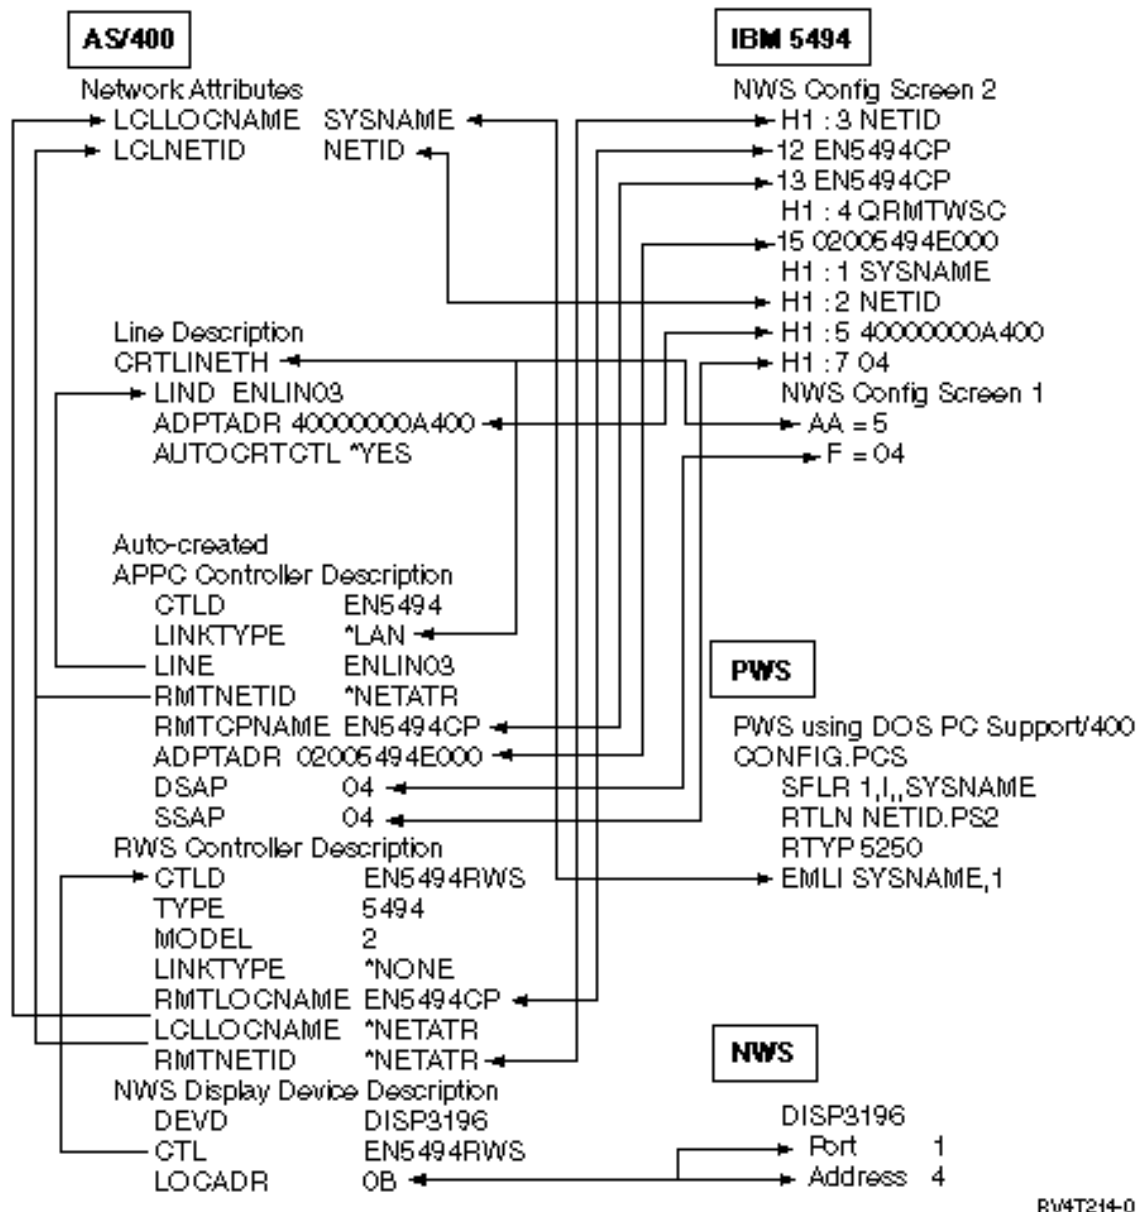 AS/400
Network Attributes
LCLLOCNAME SYSNAME
LCLNETID NETID
Line Description
CRTLINETH
LIND ENLIN03
ADPTADR 40000000A400
AUTOCRTCTL *YES
Auto-created
APPC Controller Description
CTLD EN5494
LINKTYPE *LAN
LINE ENLIN03
RMTNETID *NETATR
RMTCPNAME EN5494CP
ADPTADR 02005494E000
DSAP 04
SSAP 04
RWS Controller Description
CTLD EN5494RWS
TYPE 5494
MODEL 2
LINKTYPE *NONE
RMTLOCNAME EN5494CP
LCLLOCNAME *NETATR
RMTNETID *NETATR
NWS Display Device Description
DEVD DISP3196
CTL EN5494RWS
LOCADR 0B
IBM 5494
NWS Config Screen 2
H1 : 3 NETID
12 EN5494CP
13 EN5494CP
H1 : 4 QRMTWSC
15 02005494E000
H1 : 1 SYSNAME
H1 : 2 NETID
H1 : 5 40000000A400
H1 : 7 04
NWS Config Screen 1
AA = 5
F = 04
PWS
PWS using DOS PC Support/400
CONFIG.PCS
SFLR 1,I,,SYSNAME
RTLN NETID.PS2
RTYP 5250
EMLI SYSNAME,1
NWS
DISP3196
Port 1
Address 4
RV4T214-0